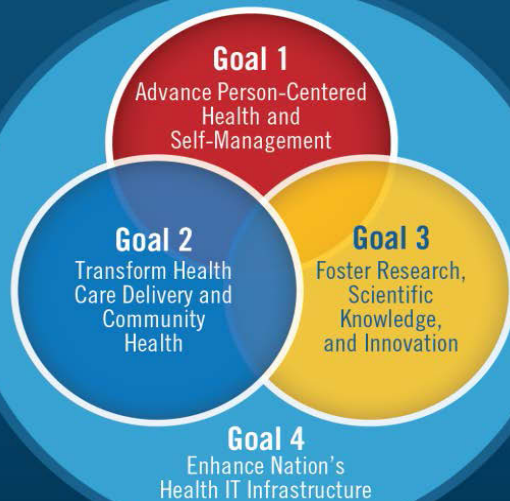 Goal 1
Advance Person-Centered
Health and
Self-Management
Goal 2
Transform Health
Care Delivery and
Community
Health
Goal 3
Foster Research,
Scientific
Knowledge,
and Innovation
Goal 4
Enhance Nation's
Health IT Infrastructure